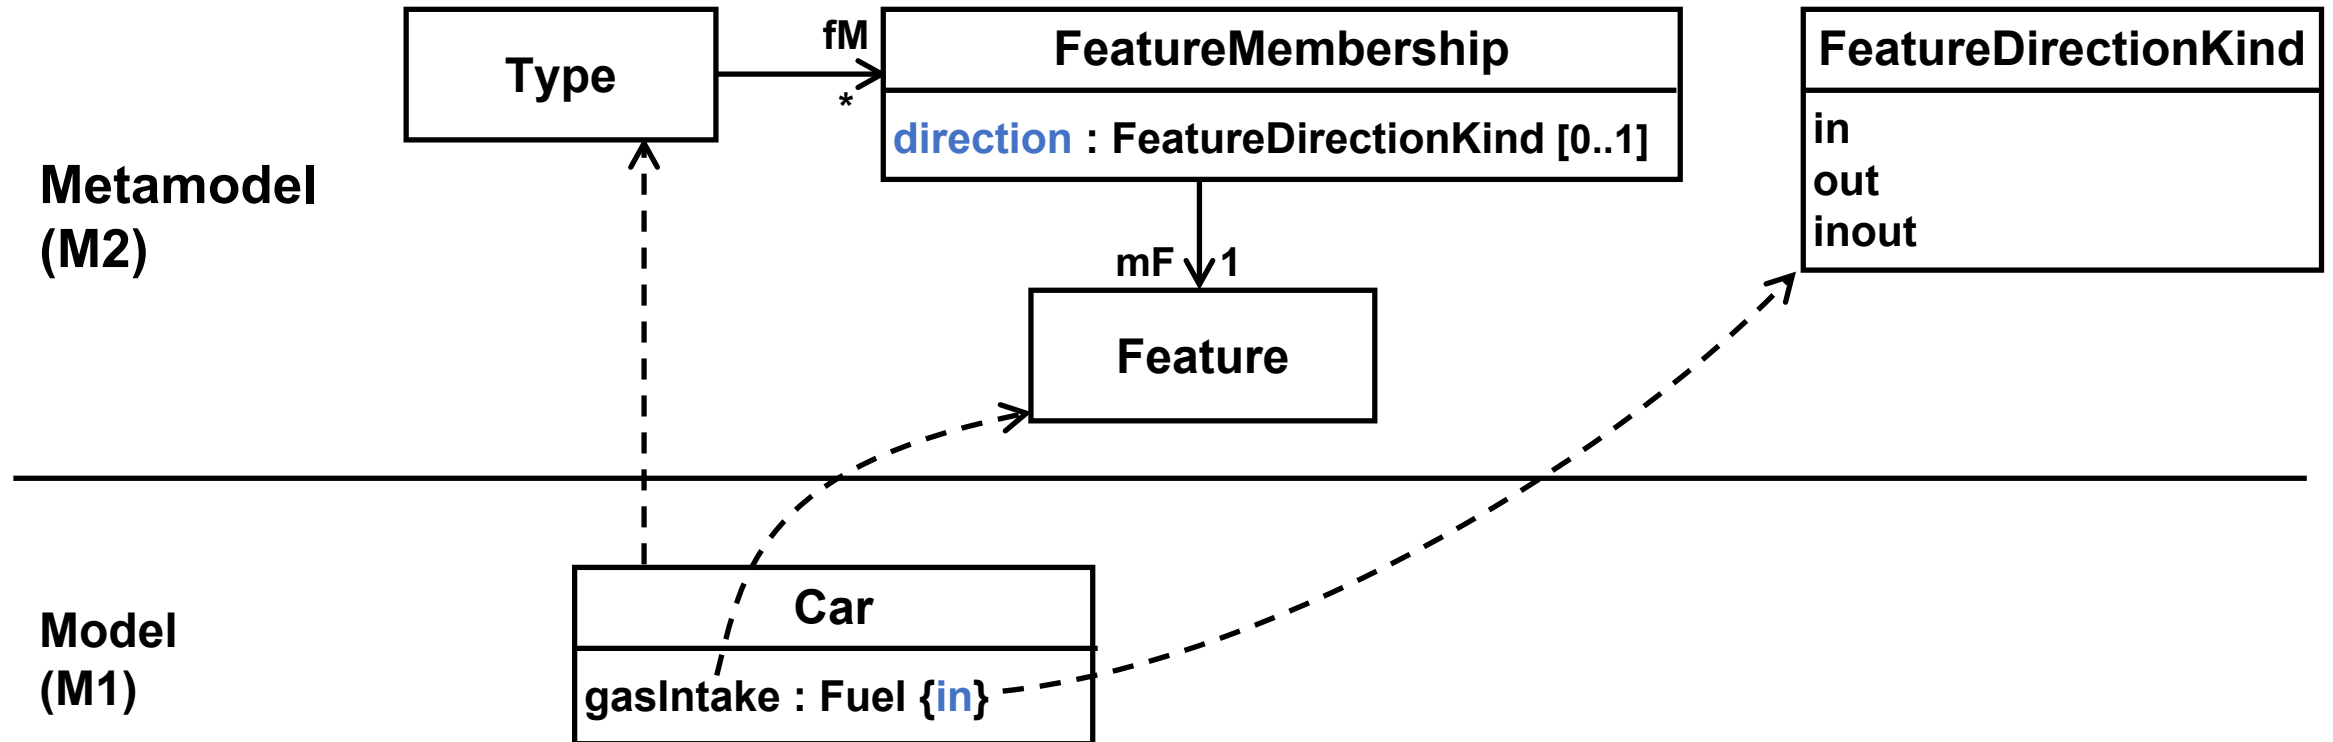 Type
fM
*
FeatureMembership
direction : FeatureDirectionKind [0..1]
FeatureDirectionKind
in
out
inout
Metamodel
(M2)
mF 1
Feature
Model
(M1)
Car
gasIntake : Fuel {in}